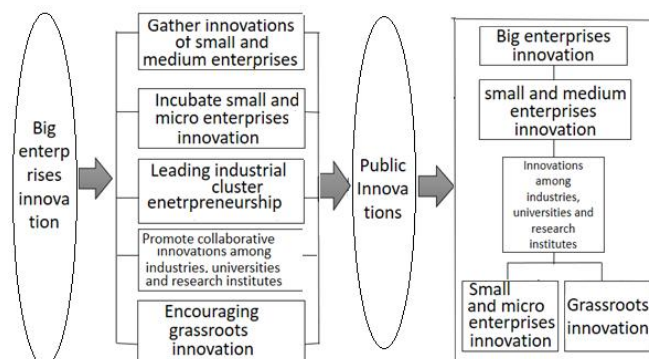 Big
enterp
rises
innova
tion
Gather innovations
of small and
medium enterprises
Incubate small and
micro enterprises
innovation
Leading industrial
cluster
enetrpreneurship
Promote collaborative
innovations among
industries, universities
and research institutes
Encouraging
grassroots
innovation
Public
Innova
tions
Big enterprises
innovation
small and medium
enterprises
innovation
Innovations
among
industries,
universities and
research
institutes
Small
and micro
enterprises
innovation
Grassroots
innovation